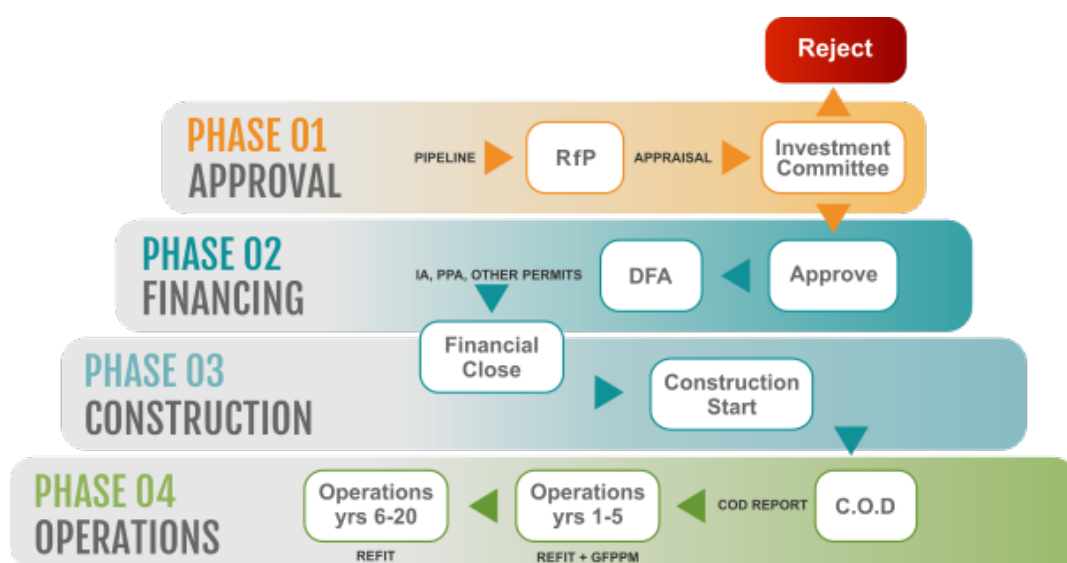 Reject
PHASE 01
APPROVAL
PIPELINE
RfP
APPRAISAL
Investment
Committee
PHASE 02
FINANCING
IA, PPA, OTHER PERMITS
DFA
Approve
Financial
Close
PHASE 03
CONSTRUCTION
Construction
Start
PHASE 04
OPERATIONS
Operations
yrs 6-20
REFIT
Operations
yrs 1-5
REFIT + GFPPM
COD REPORT
C.O.D